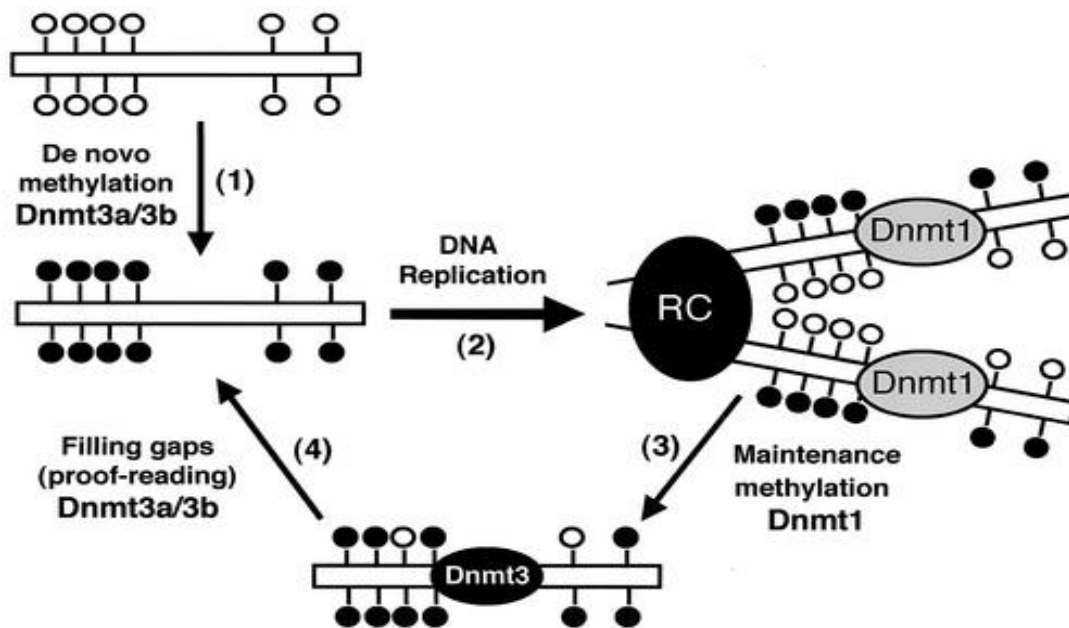 De novo
methylation
Dnmt3a/3b
(1)
DNA
Replication
(2)
RC
Dnmt1
Dnmt1
(3)
Maintenance
methylation
Dnmt1
Filling gaps
(proof-reading)
Dnmt3a/3b
(4)
Dnmt3